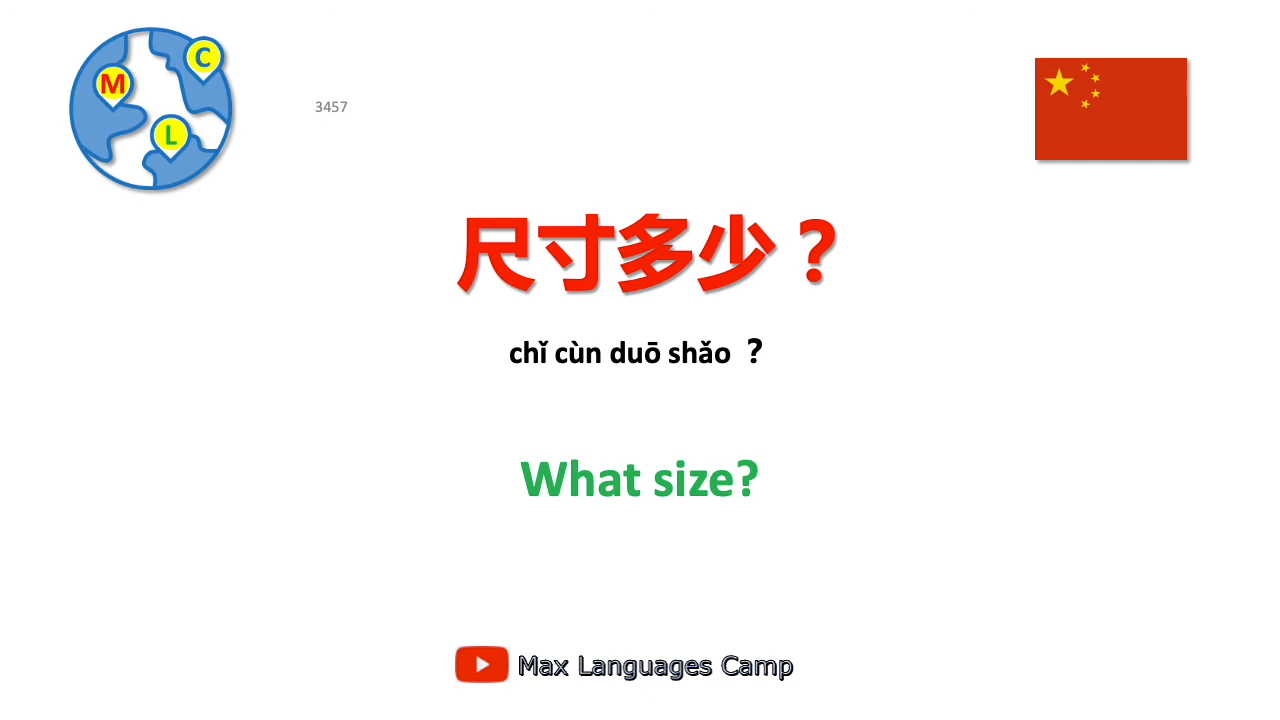 C
M
L
3457
尺寸多少？
chǐ cùn duō shǎo ？
What size?
Max Languages Camp